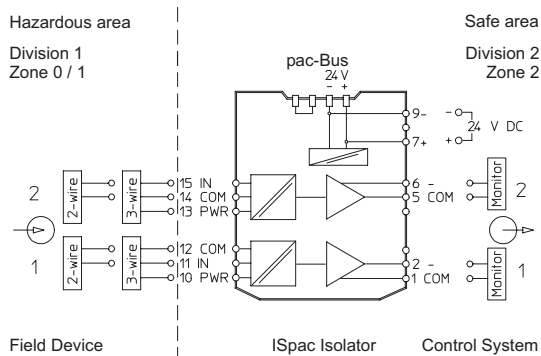 Hazardous area
Safe area
Division 1
Zone 0 / 1
Division 2
Zone 2
pac-Bus
24 V
- +
9-
-
24 V DC
7+
+
2
2-wire
3-wire
15 IN
14 COM
13 PWR
6 -
5 COM
Monitor
2
1
2-wire
3-wire
12 COM
11 IN
10 PWR
2 -
1 COM
Monitor
1
Field Device
ISpac Isolator
Control System